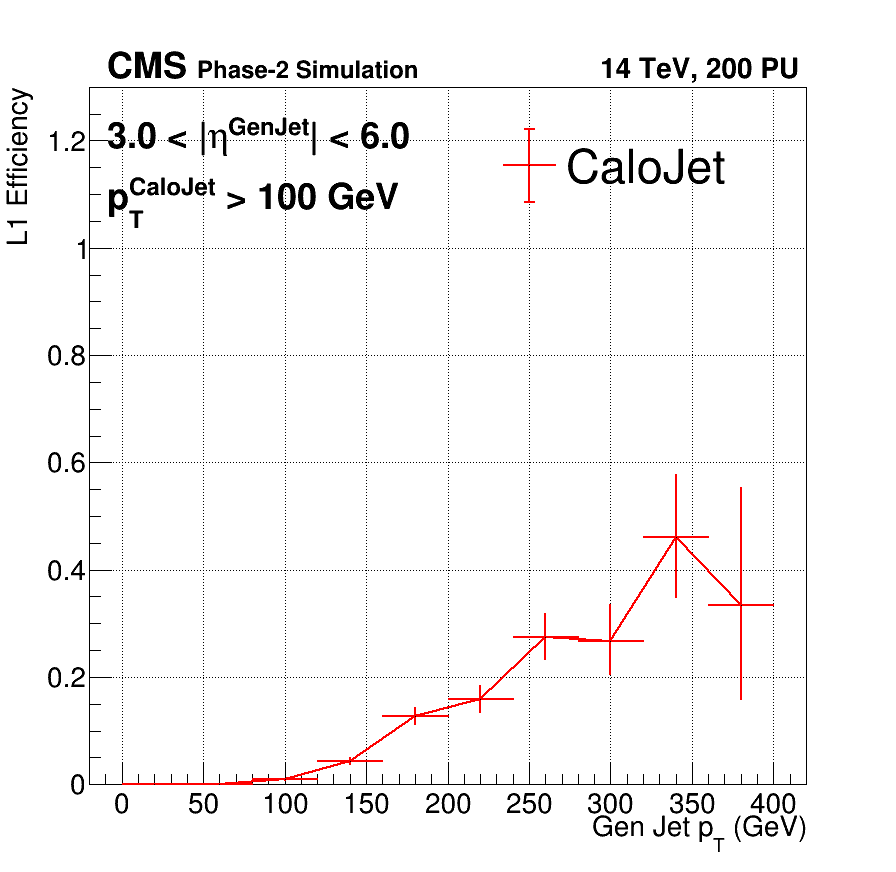 CMS Phase-2 Simulation
14 TeV, 200 PU
L1 Efficiency
3.0 < |η^GenJet| < 6.0
p_T^CaloJet > 100 GeV
CaloJet
1.2
1
0.8
0.6
0.4
0.2
0
0 50 100 150 200 250 300 350 400
Gen Jet p_T (GeV)